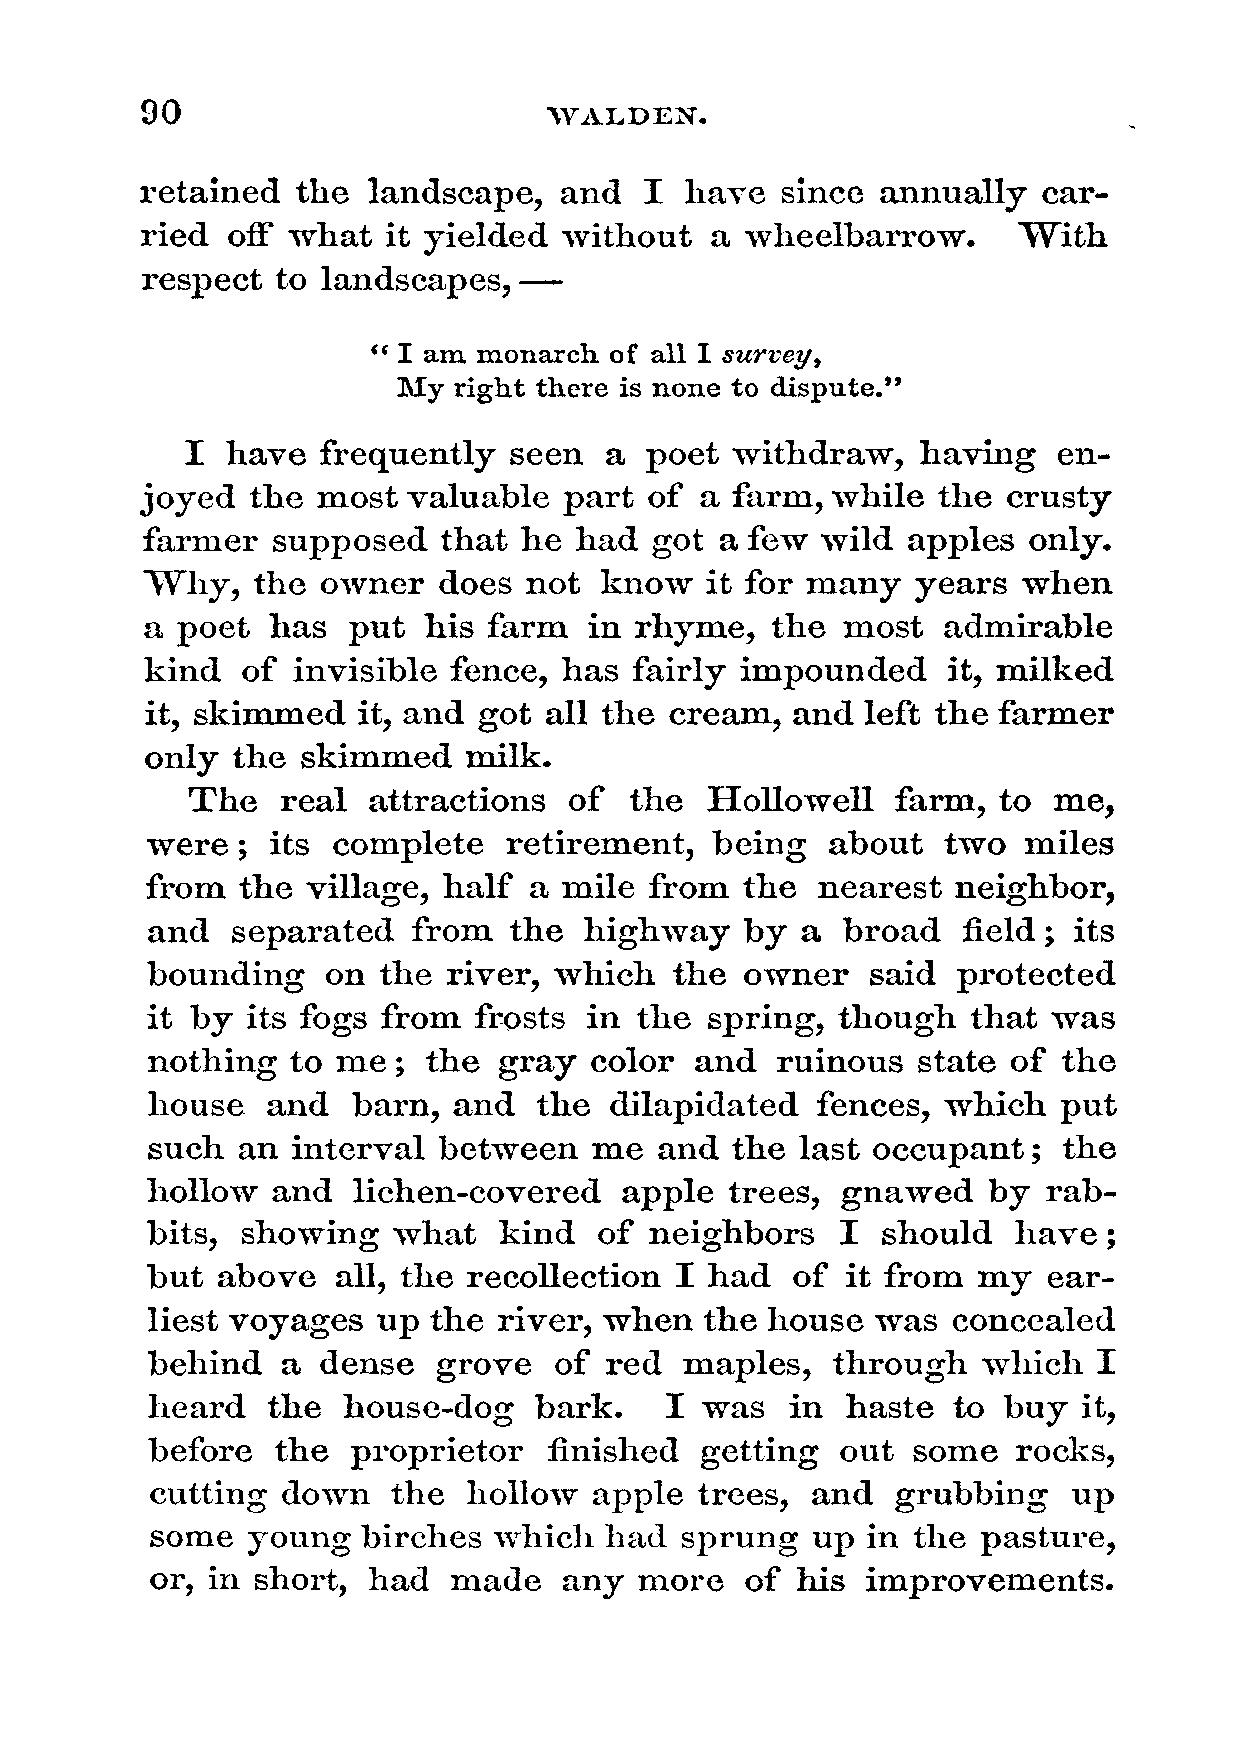 90 WALDEN.
retained the landscape, and I have since annually car-
ried off what it yielded without a wheelbarrow. With
respect to landscapes, —
“ I am monarch of all I survey,
My right there is none to dispute.”
I have frequently seen a poet withdraw, having en-
joyed the most valuable part of a farm, while the crusty
farmer supposed that he had got a few wild apples only.
Why, the owner does not know it for many years when
a poet has put his farm in rhyme, the most admirable
kind of invisible fence, has fairly impounded it, milked
it, skimmed it, and got all the cream, and left the farmer
only the skimmed milk.
The real attractions of the Hollowell farm, to me,
were ; its complete retirement, being about two miles
from the village, half a mile from the nearest neighbor,
and separated from the highway by a broad field ; its
bounding on the river, which the owner said protected
it by its fogs from frosts in the spring, though that was
nothing to me ; the gray color and ruinous state of the
house and barn, and the dilapidated fences, which put
such an interval between me and the last occupant ; the
hollow and lichen-covered apple trees, gnawed by rab-
bits, showing what kind of neighbors I should have ;
but above all, the recollection I had of it from my ear-
liest voyages up the river, when the house was concealed
behind a dense grove of red maples, through which I
heard the house-dog bark. I was in haste to buy it,
before the proprietor finished getting out some rocks,
cutting down the hollow apple trees, and grubbing up
some young birches which had sprung up in the pasture,
or, in short, had made any more of his improvements.